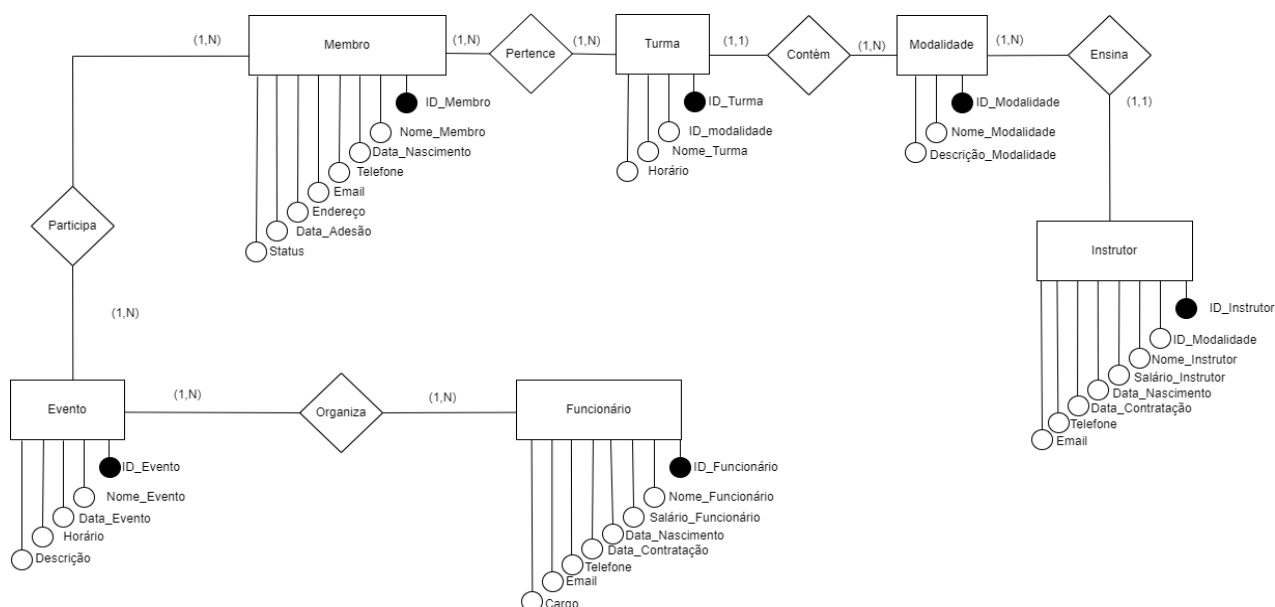 (1,N)
Membro
(1,N)
Pertence
(1,N)
Turma
(1,1)
Contém
(1,N)
Modalidade
(1,N)
Ensina
(1,1)
ID_Membro
Nome_Membro
Data_Nascimento
Telefone
Email
Endereço
Data_Adesão
Status
ID_Turma
ID_modalidade
Nome_Turma
Horário
ID_Modalidade
Nome_Modalidade
Descrição_Modalidade
Participa
(1,N)
Instrutor
ID_Instrutor
ID_Modalidade
Nome_Instrutor
Salário_Instrutor
Data_Nascimento
Data_Contratação
Telefone
Email
Evento
(1,N)
Organiza
(1,N)
Funcionário
ID_Evento
Nome_Evento
Data_Evento
Horário
Descrição
ID_Funcionário
Nome_Funcionário
Salário_Funcionário
Data_Nascimento
Data_Contratação
Telefone
Email
Cargo